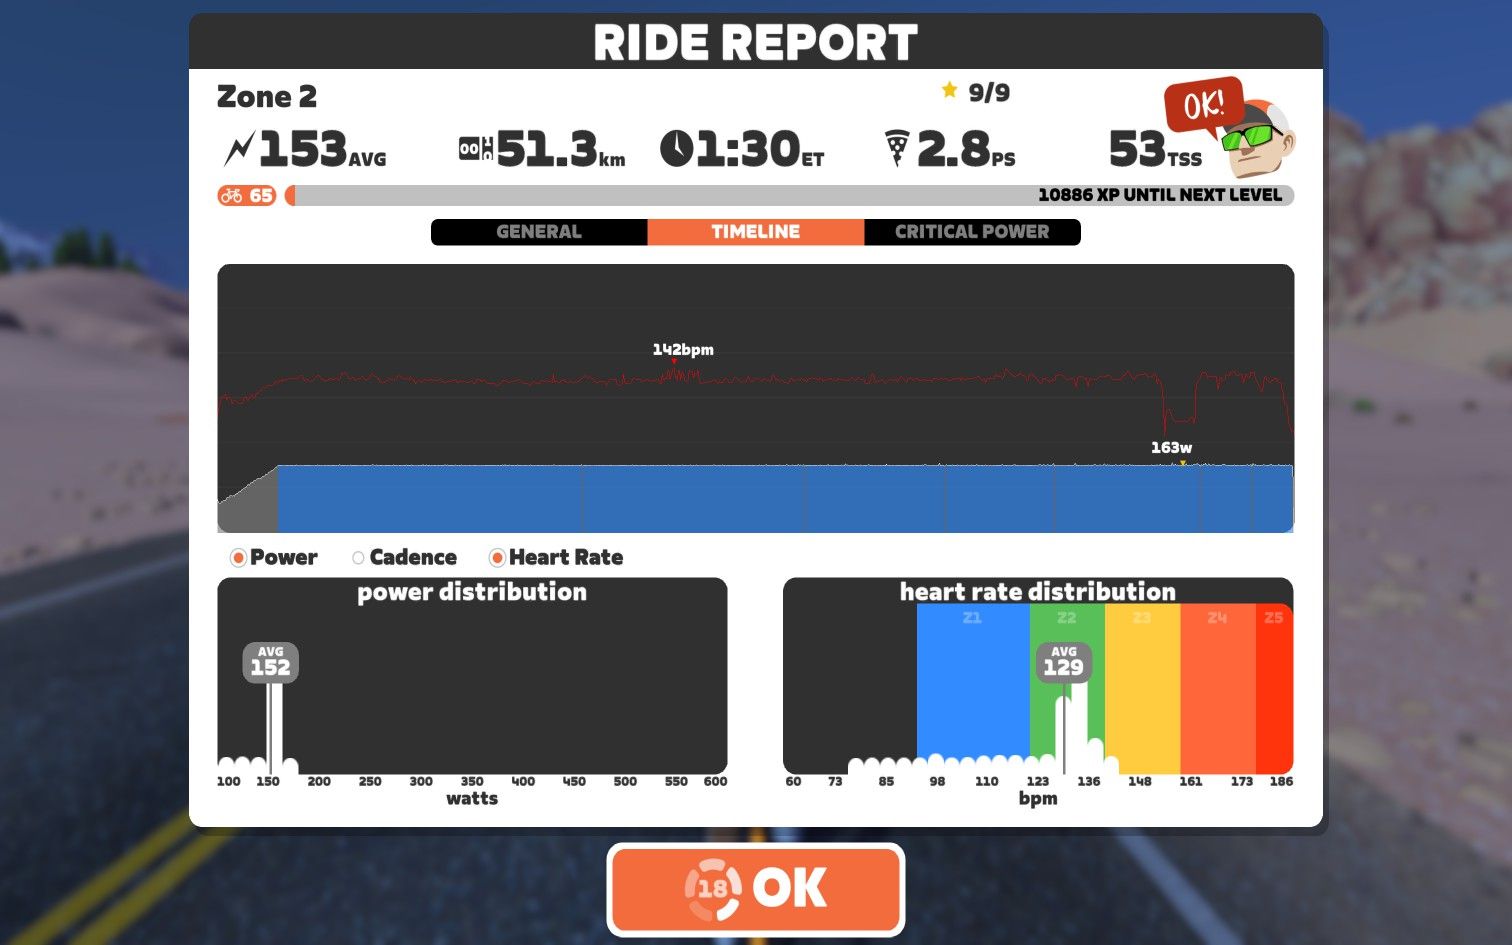 RIDE REPORT
Zone 2
9/9
OK!
153AVG
51.3km
1:30ET
2.8PS
53TSS
65
10886 XP UNTIL NEXT LEVEL
GENERAL TIMELINE CRITICAL POWER
142bpm
163w
Power Cadence Heart Rate
power distribution
AVG
152
100 150 200 250 300 350 400 450 500 550 600
watts
heart rate distribution
Z1 Z2 Z3 Z4 Z5
AVG
129
60 73 85 98 110 123 136 148 161 173 186
bpm
18 OK